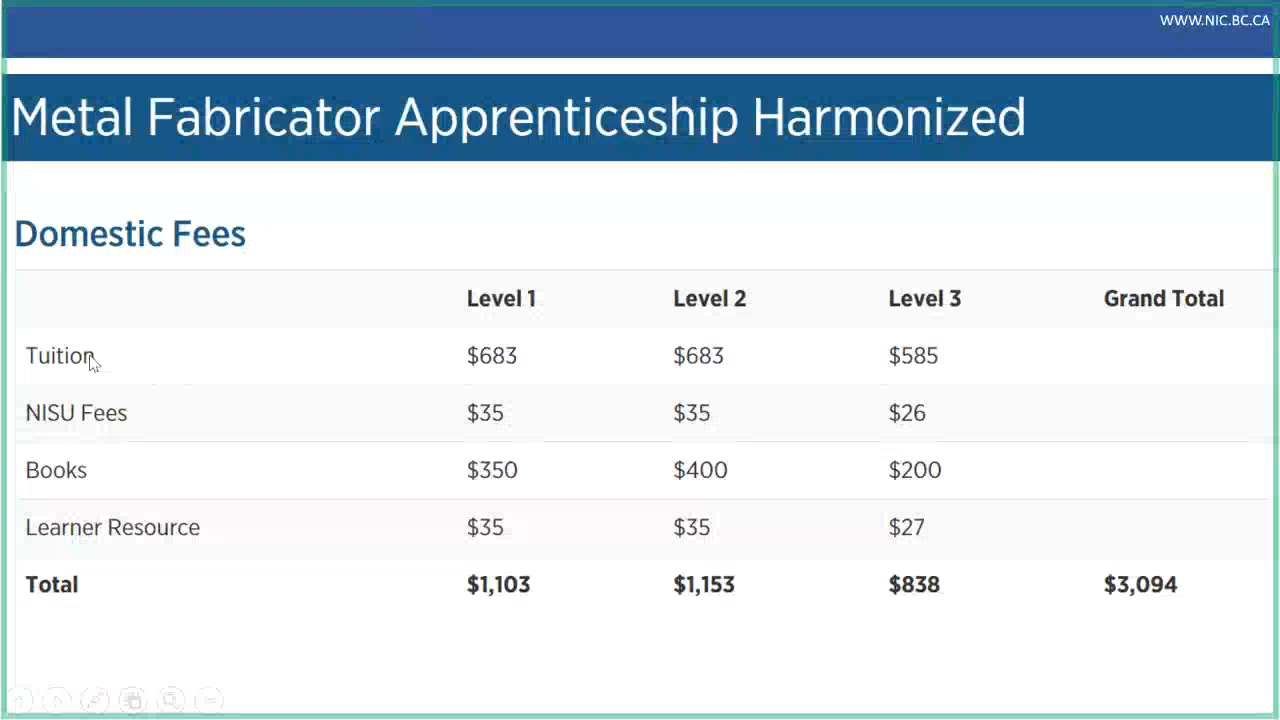 WWW.NIC.BC.CA
Metal Fabricator Apprenticeship Harmonized
Domestic Fees
Level 1 Level 2 Level 3 Grand Total
Tuition $683 $683 $585
NISU Fees $35 $35 $26
Books $350 $400 $200
Learner Resource $35 $35 $27
Total $1,103 $1,153 $838 $3,094